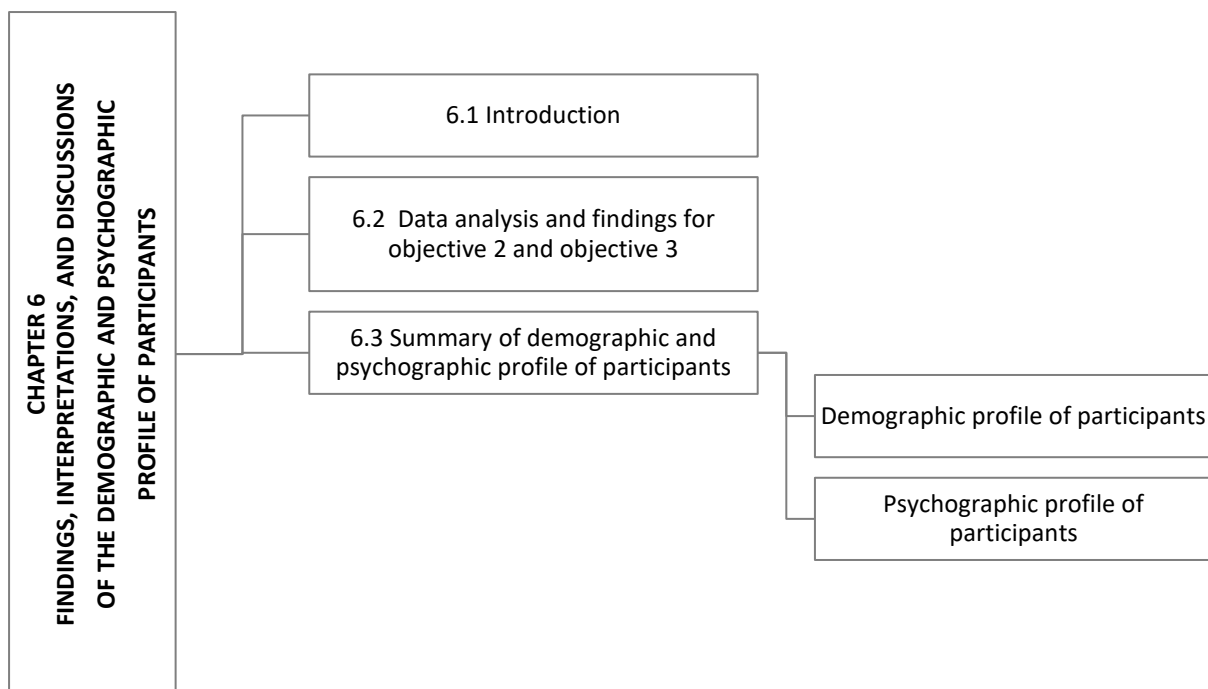 CHAPTER 6
FINDINGS, INTERPRETATIONS, AND DISCUSSIONS
OF THE DEMOGRAPHIC AND PSYCHOGRAPHIC
PROFILE OF PARTICIPANTS
6.1 Introduction
6.2  Data analysis and findings for
objective 2 and objective 3
6.3 Summary of demographic and
psychographic profile of participants
Demographic profile of participants
Psychographic profile of
participants